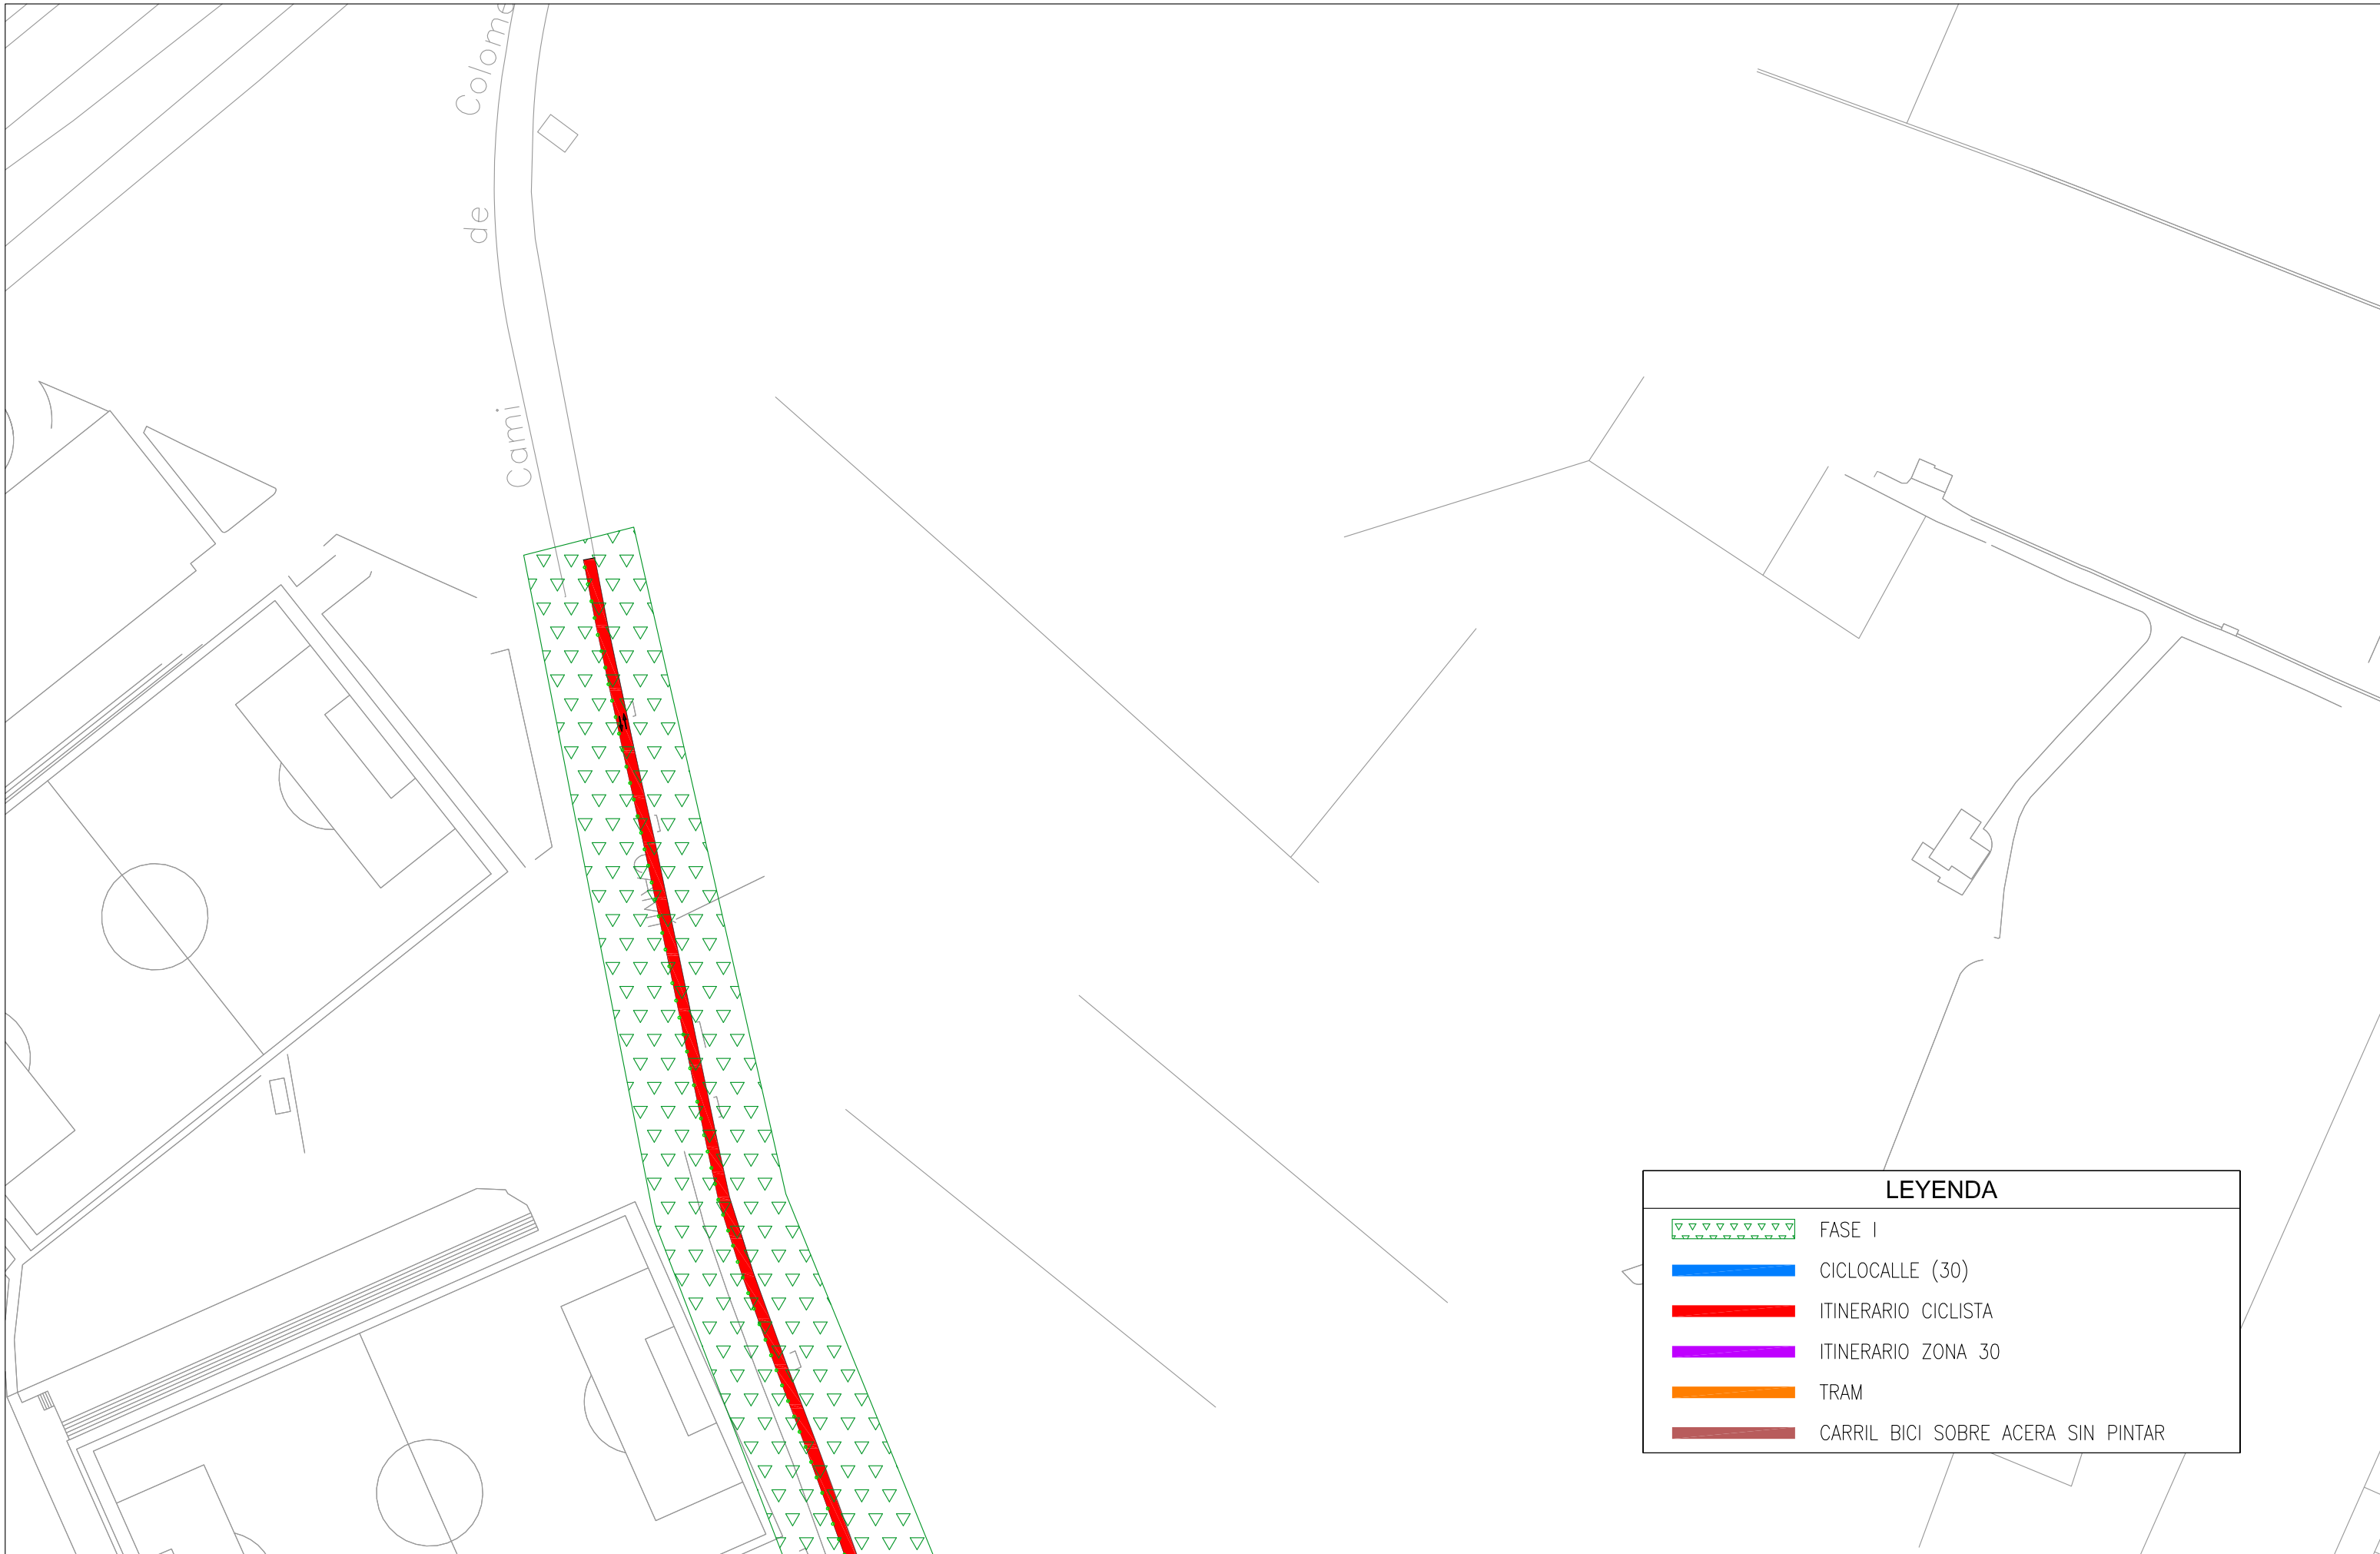 Cami de Colome
LEYENDA
FASE I
CICLOCALLE (30)
ITINERARIO CICLISTA
ITINERARIO ZONA 30
TRAM
CARRIL BICI SOBRE ACERA SIN PINTAR